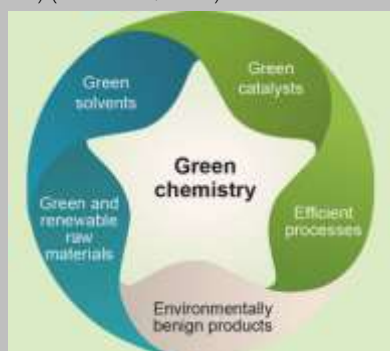 Green
solvents
Green
catalysts
Green
chemistry
Green and
renewable
raw
materials
Efficient
processes
Environmentally
benign products